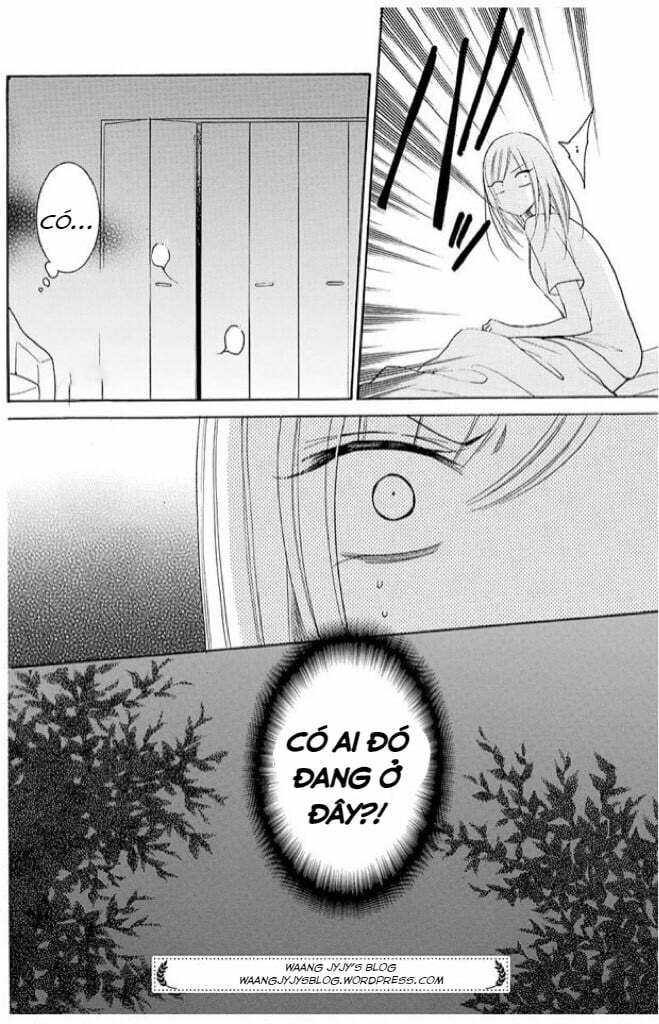 CÓ...
CÓ AI ĐÓ
ĐANG Ở
ĐÂY?!
WAANG JYJY'S BLOG
WAANGJYJYSBLOG.WORDPRESS.COM